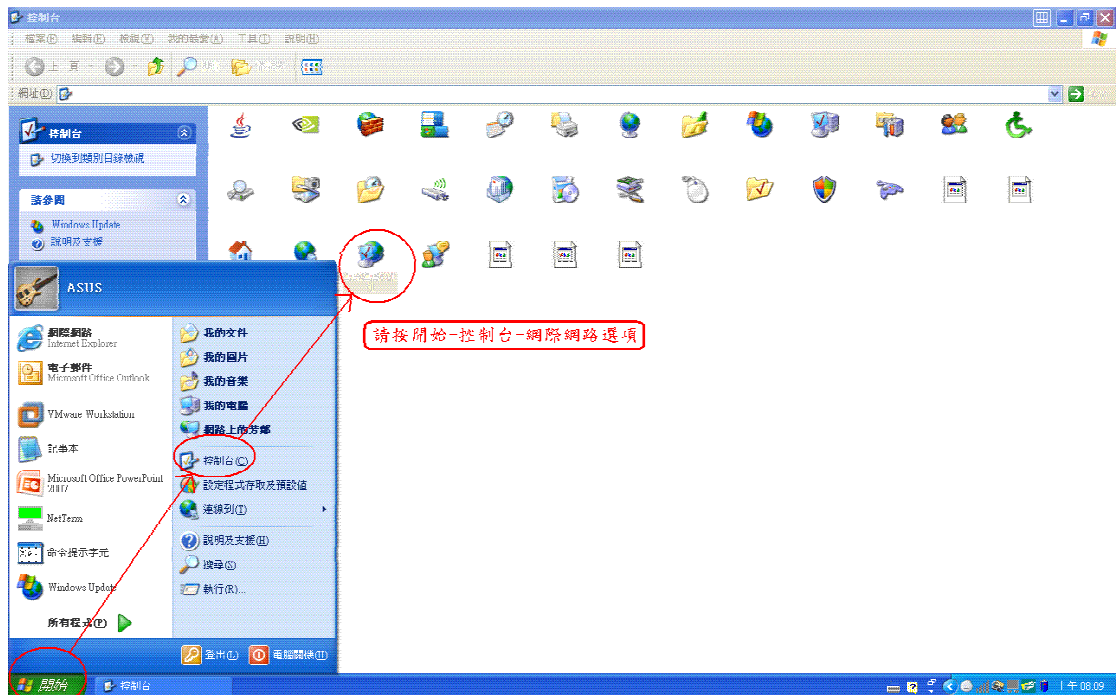 控制台
檔案(F) 編輯(E) 檢視(V) 我的最愛(A) 工具(T) 說明(H)
上一頁
網址(D)
控制台
切換到類別目錄檢視
請參閱
Windows Update
說明及支援
ASUS
網際網路
Internet Explorer
電子郵件
Microsoft Office Outlook
VMware Workstation
記事本
Microsoft Office PowerPoint
2007
NetTerm
命令提示字元
Windows Update
所有程式(P)
我的文件
我的圖片
我的音樂
我的電腦
網路上的芳鄰
控制台(C)
設定程式存取及預設值
連線到(T)
說明及支援(H)
搜尋(S)
執行(R)...
登出(L)
電腦關機(U)
請按開始-控制台-網際網路選項
開始
控制台
上午 08:09